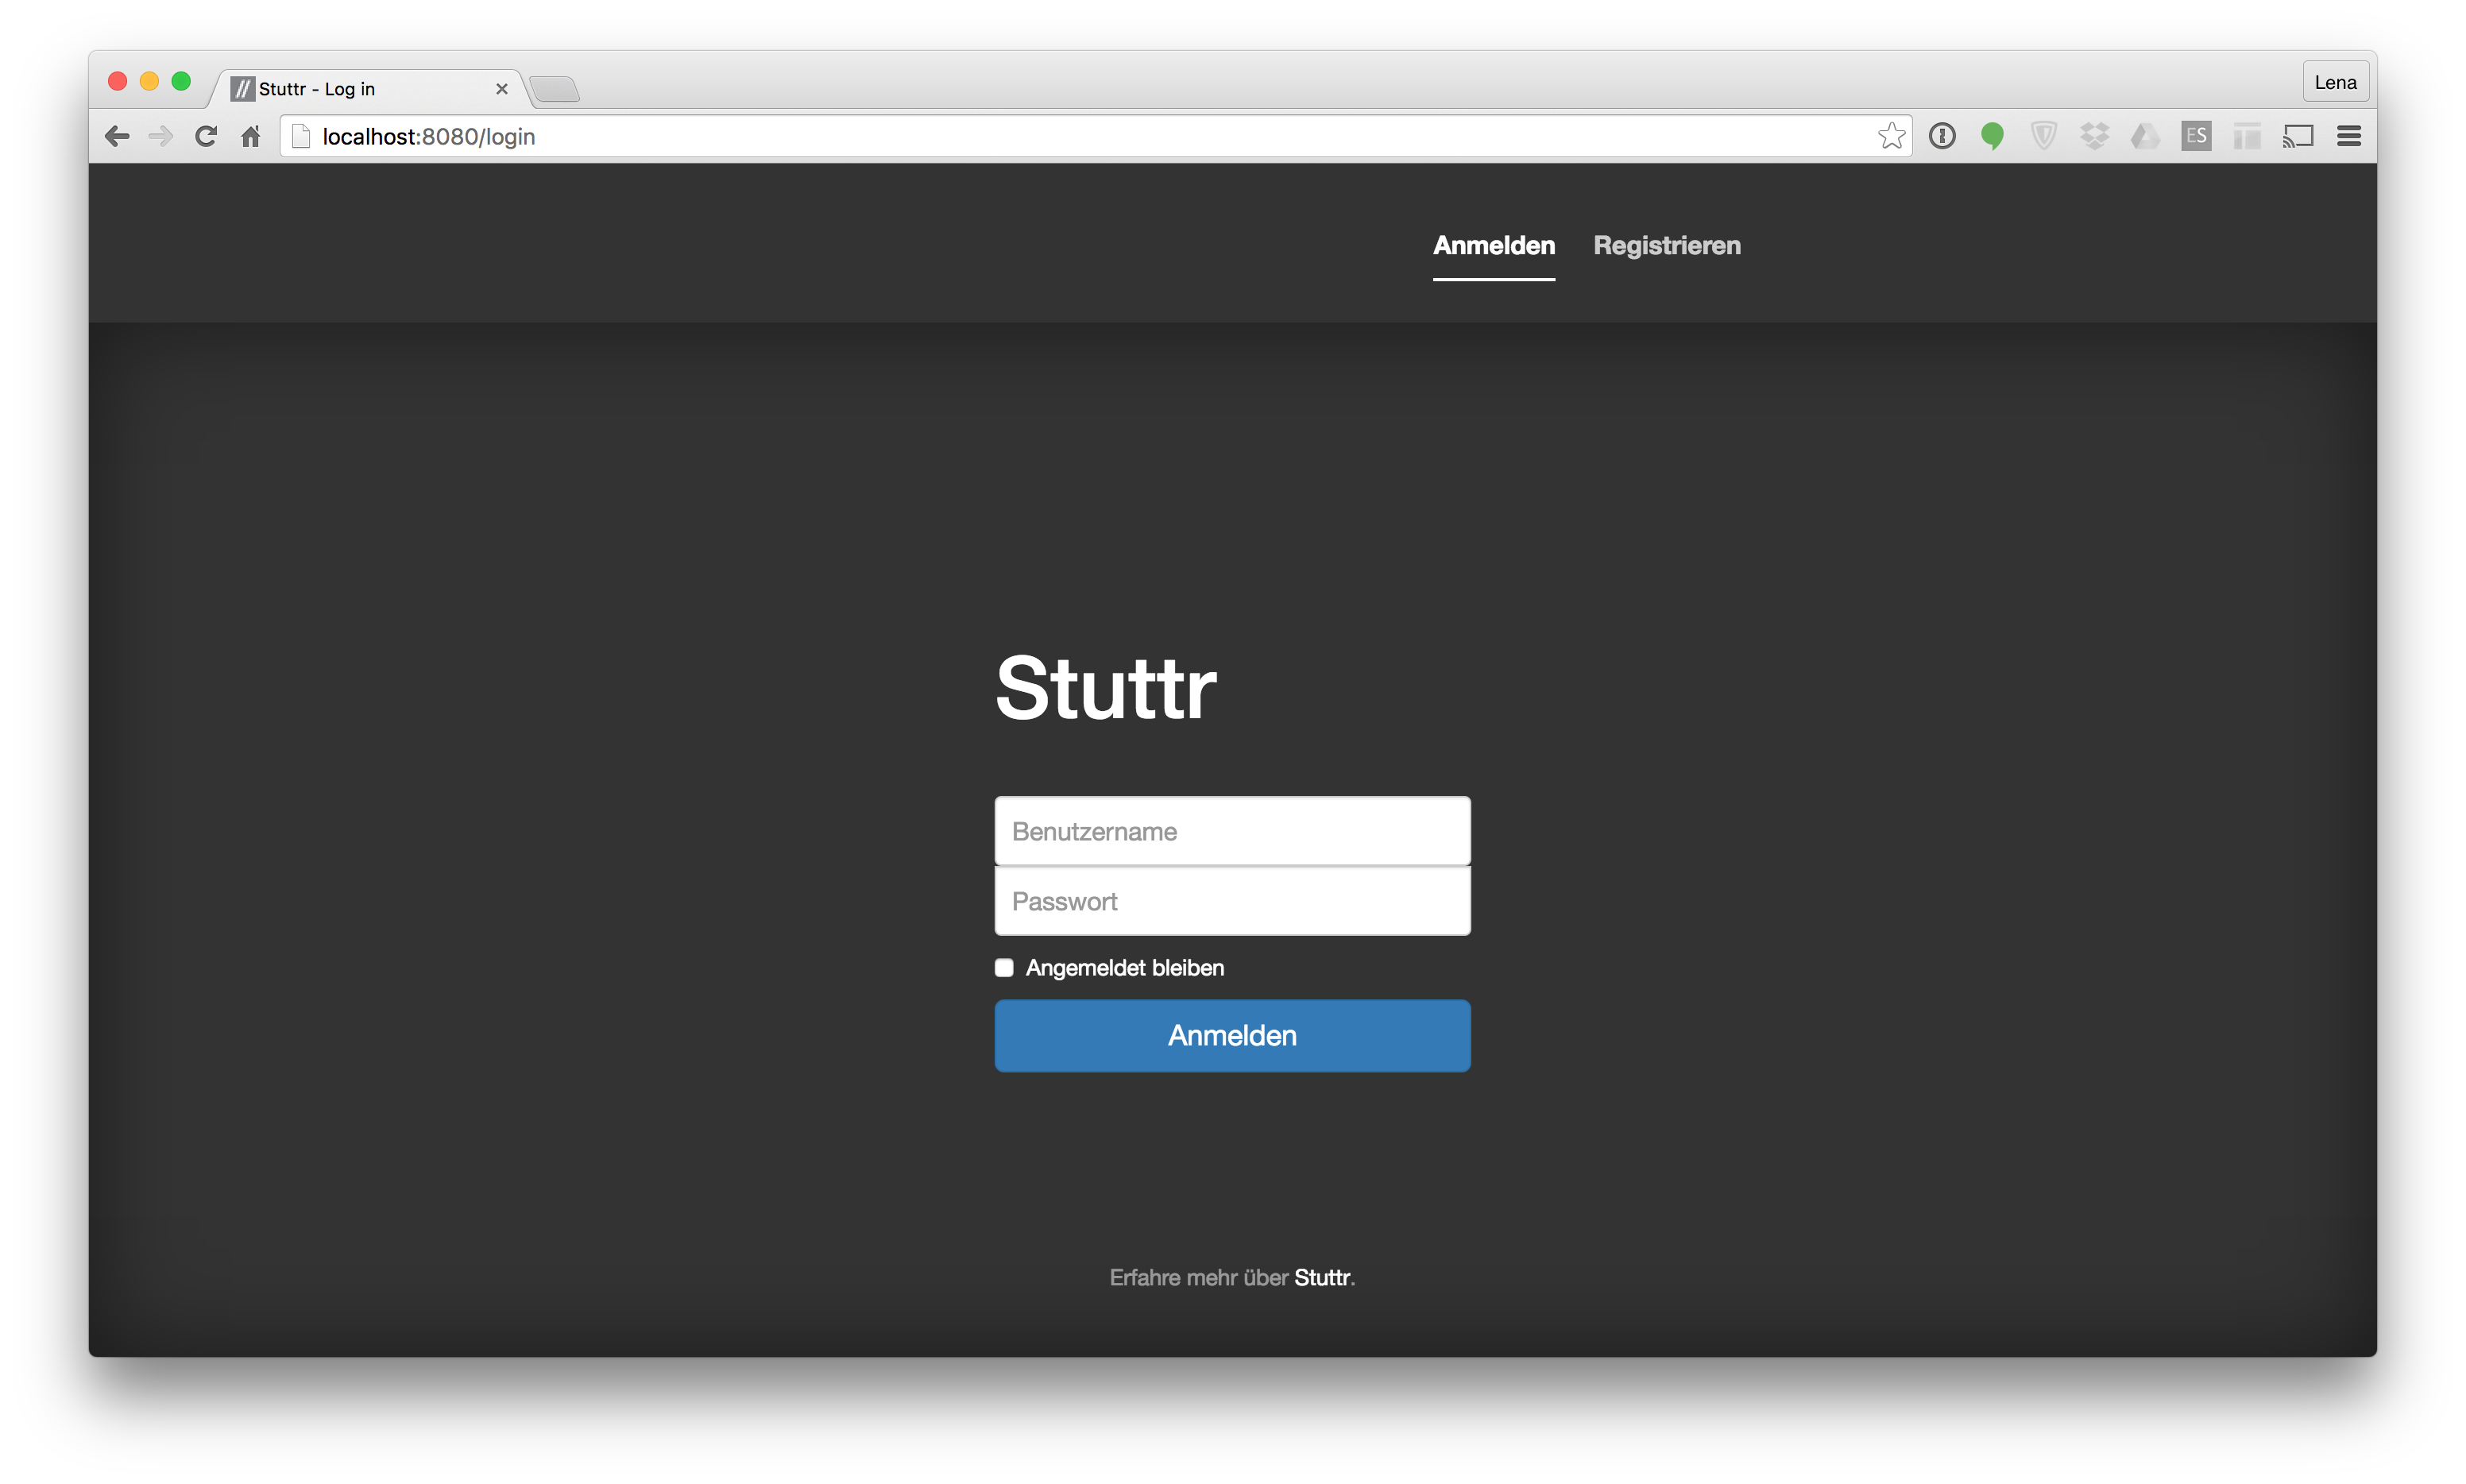 Stuttr - Log in
Lena
localhost:8080/login
ES
Anmelden Registrieren
Stuttr
Benutzername
Passwort
Angemeldet bleiben
Anmelden
Erfahre mehr über Stuttr.